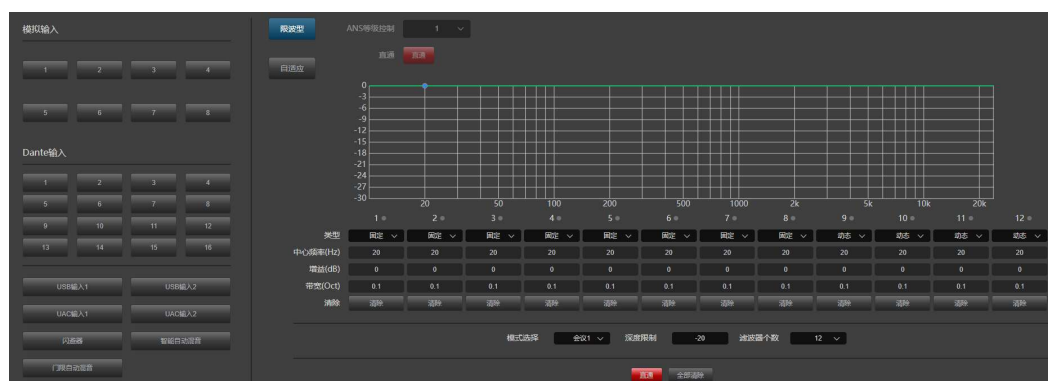 模拟输入
1 2 3 4
5 6 7 8
Dante输入
1 2 3 4
5 6 7 8
9 10 11 12
13 14 15 16
USB输入1 USB输入2
UAC输入1 UAC输入2
闪避器 智能自动混音
门限自动混音
陷波型 ANS等级控制 1
直通 直通
自适应
0
-3
-6
-9
-12
-15
-18
-21
-24
-27
-30
20 50 100 200 500 1000 2k 5k 10k 20k
1 2 3 4 5 6 7 8 9 10 11 12
类型 固定 固定 固定 固定 固定 固定 固定 固定 动态 动态 动态 动态
中心频率(Hz) 20 20 20 20 20 20 20 20 20 20 20 20
增益(dB) 0 0 0 0 0 0 0 0 0 0 0 0
带宽(Oct) 0.1 0.1 0.1 0.1 0.1 0.1 0.1 0.1 0.1 0.1 0.1 0.1
清除 清除 清除 清除 清除 清除 清除 清除 清除 清除 清除 清除 清除
模式选择 会议1 深度限制 -20 滤波器个数 12
直通 全部清除